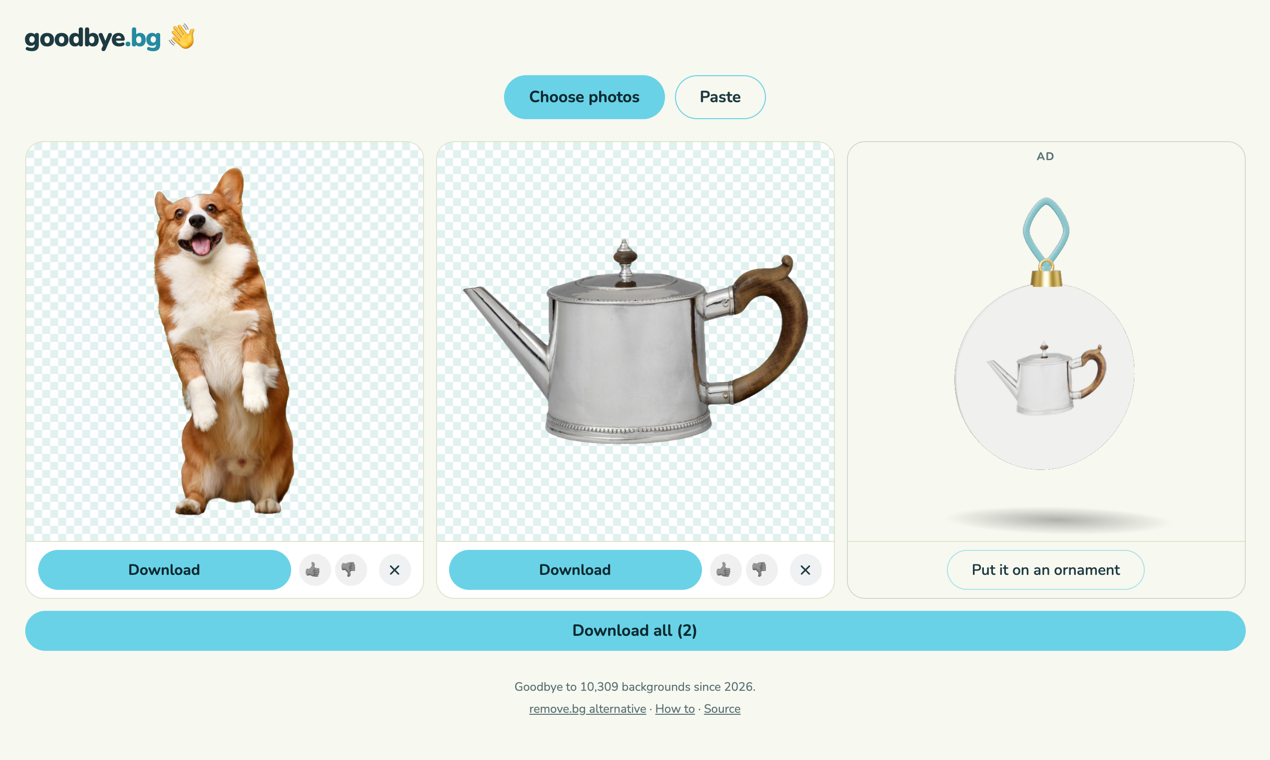 goodbye.bg
Choose photos
Paste
AD
Download
Download
Put it on an ornament
Download all (2)
Goodbye to 10,309 backgrounds since 2026.
remove.bg alternative · How to · Source